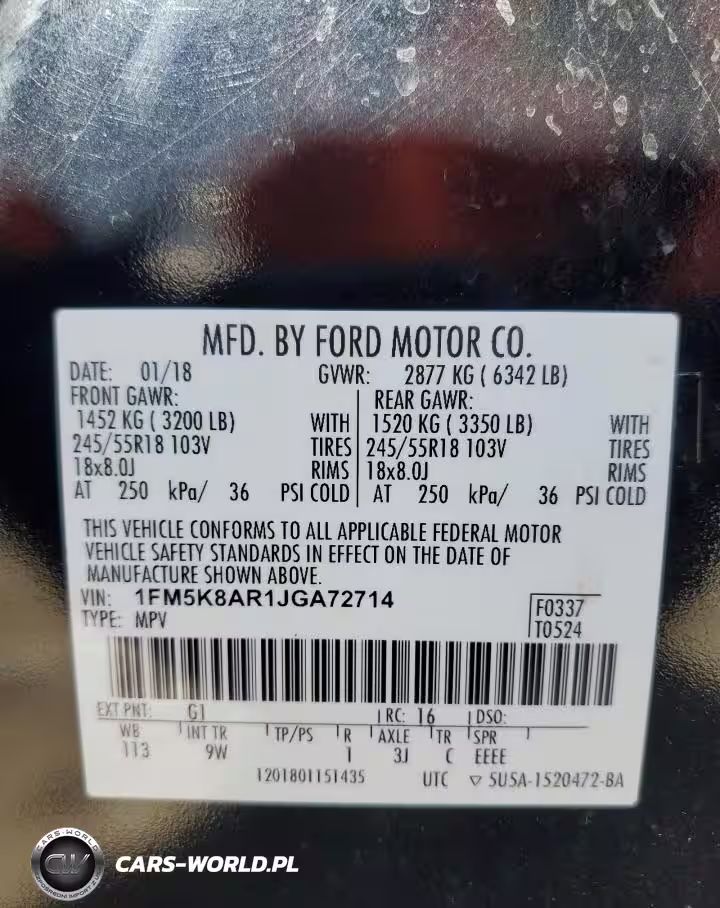 MFD. BY FORD MOTOR CO.
DATE: 01/18 GVWR: 2877 KG ( 6342 LB)
FRONT GAWR: REAR GAWR:
1452 KG ( 3200 LB) WITH 1520 KG ( 3350 LB) WITH
245/55R18 103V TIRES 245/55R18 103V TIRES
18x8.0J RIMS 18x8.0J RIMS
AT 250 kPa/ 36 PSI COLD AT 250 kPa/ 36 PSI COLD
THIS VEHICLE CONFORMS TO ALL APPLICABLE FEDERAL MOTOR
VEHICLE SAFETY STANDARDS IN EFFECT ON THE DATE OF
MANUFACTURE SHOWN ABOVE.
VIN: 1FM5K8AR1JGA72714
F0337
TYPE: MPV
T0524
EXT PNT: G1 RC: 16 DSO:
WB INT TR TP/PS R AXLE TR SPR
113 9W 1 3J C EEEE
1201801151435 UTC ▽ 5U5A-1520472-BA
CARS-WORLD
CW
CARS-WORLD.PL